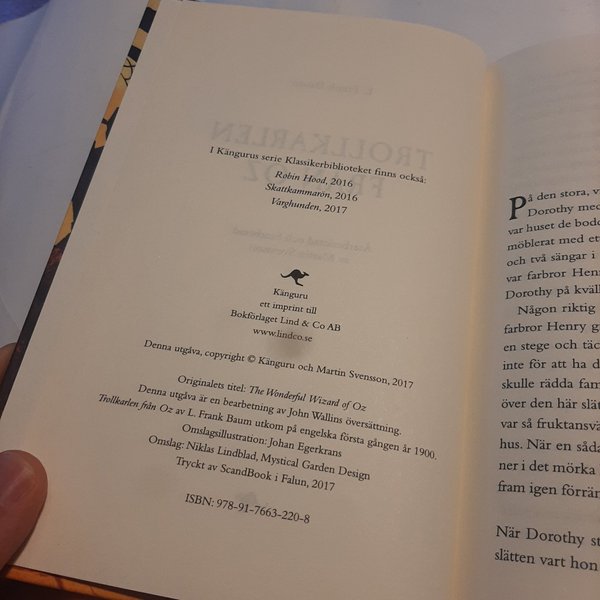 I Kängurus serie Klassikerbiblioteket finns också:
Robin Hood, 2016
Skattkammarön, 2016
Varghunden, 2017
Känguru
ett imprint till
Bokförlaget Lind & Co AB
www.lindco.se
Denna utgåva, copyright © Känguru och Martin Svensson, 2017
Originalets titel: The Wonderful Wizard of Oz
Denna utgåva är en bearbetning av John Wallins översättning.
Trollkarlen från Oz av L. Frank Baum utkom på engelska första gången år 1900.
Omslagsillustration: Johan Egerkrans
Omslag: Niklas Lindblad, Mystical Garden Design
Tryckt av ScandBook i Falun, 2017
ISBN: 978-91-7663-220-8
På den stora, v
Dorothy med
var huset de bodd
möblerat med ett
och två sängar i
var farbror Henr
Dorothy på kväll
Någon riktig
farbror Henry g
en stege och täc
inte för att ha d
skulle rädda fam
över den här slät
var så fruktansvä
hus. När en såda
ner i det mörka
fram igen förrän
När Dorothy st
slätten vart hon